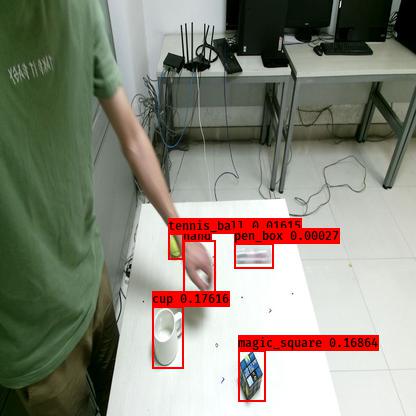 tennis_ball 0.01615
hand
pen_box 0.00027
cup 0.17616
magic_square 0.16864